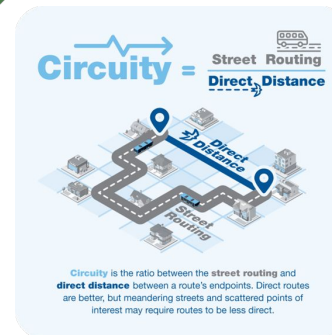 Circuity = Street Routing
Direct Distance
Direct
Distance
Street
Routing
Circuity is the ratio between the street routing and
direct distance between a route's endpoints. Direct routes
are better, but meandering streets and scattered points of
interest may require routes to be less direct.